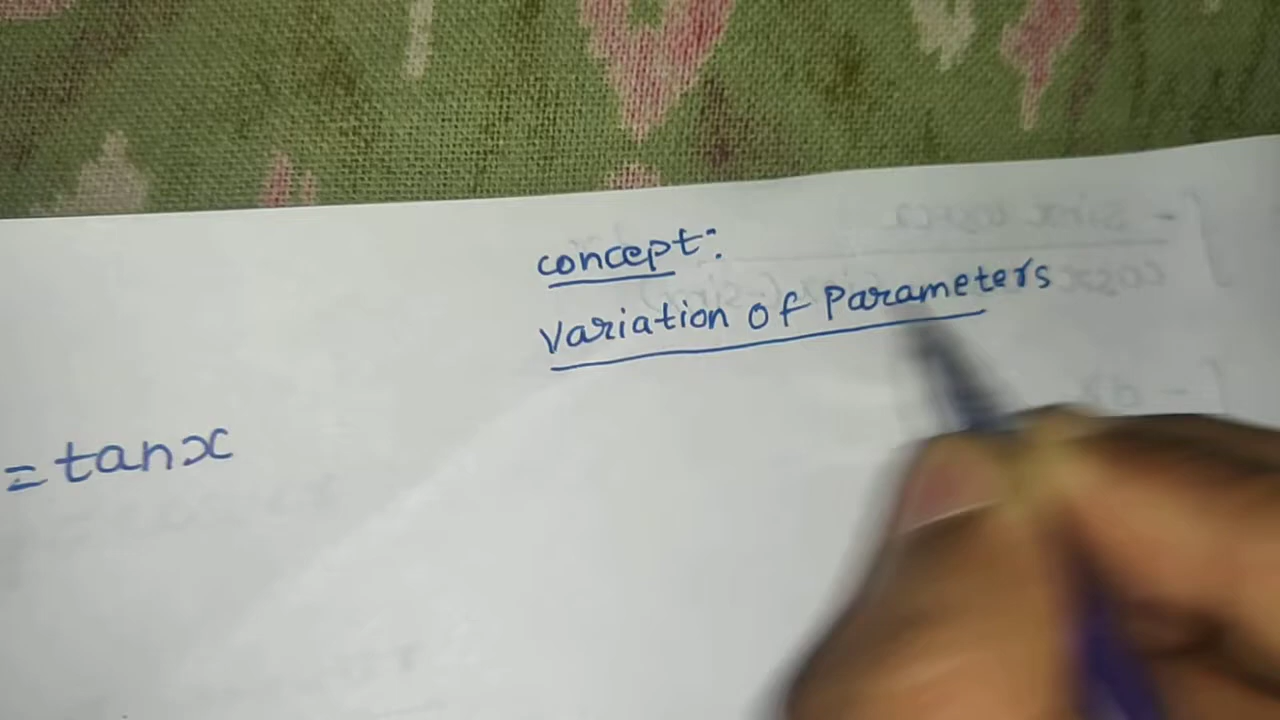 concept:
Variation of Parameters
= tanx